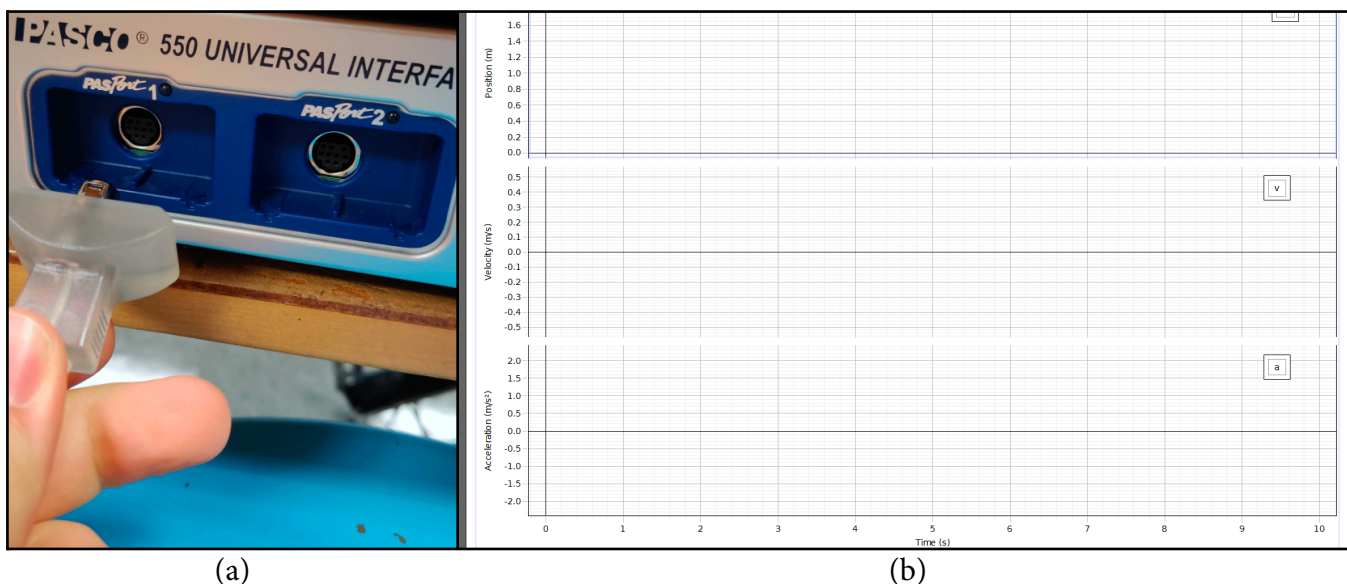 PASCO® 550 UNIVERSAL INTERFA
PASPort 1
PASPort 2
Position (m)
1.6
1.4
1.2
1.0
0.8
0.6
0.4
0.2
0.0
Velocity (m/s)
0.5
0.4
0.3
0.2
0.1
0.0
-0.1
-0.2
-0.3
-0.4
-0.5
v
Acceleration (m/s²)
2.0
1.5
1.0
0.5
0.0
-0.5
-1.0
-1.5
-2.0
a
0 1 2 3 4 5 6 7 8 9 10
Time (s)
(a)
(b)